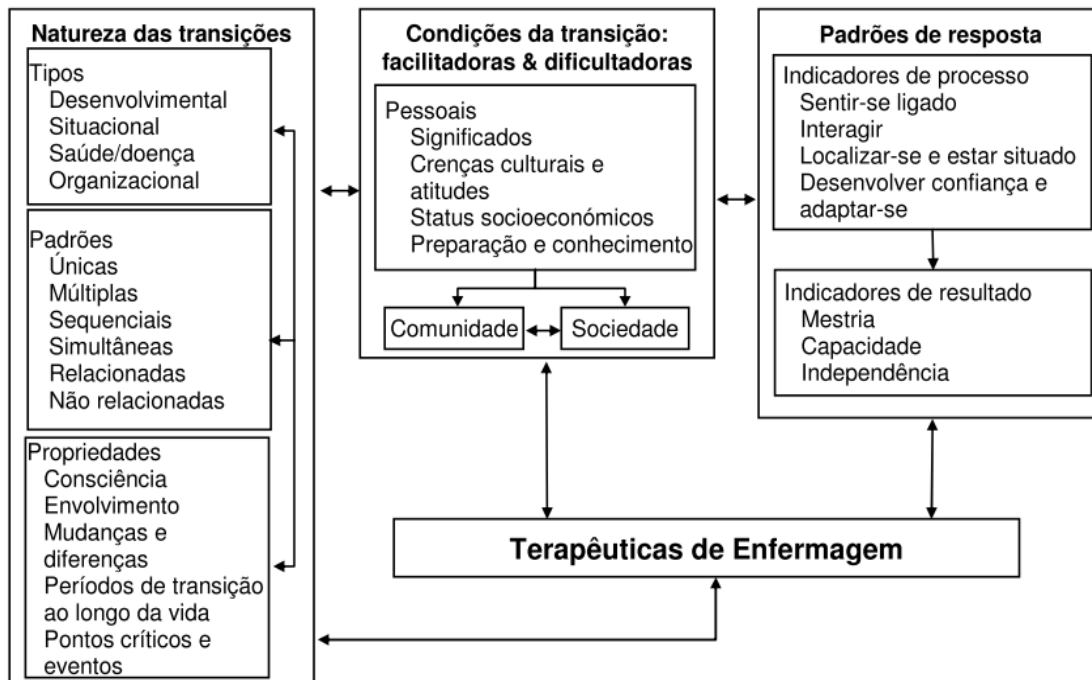 Natureza das transições
Tipos
Desenvolvimental
Situacional
Saúde/doença
Organizacional
Padrões
Únicas
Múltiplas
Sequenciais
Simultâneas
Relacionadas
Não relacionadas
Propriedades
Consciência
Envolvimento
Mudanças e
diferenças
Períodos de transição
ao longo da vida
Pontos críticos e
eventos
Condições da transição:
facilitadoras & dificultadoras
Pessoais
Significados
Crenças culturais e
atitudes
Status socioeconómicos
Preparação e conhecimento
Comunidade
Sociedade
Padrões de resposta
Indicadores de processo
Sentir-se ligado
Interagir
Localizar-se e estar situado
Desenvolver confiança e
adaptar-se
Indicadores de resultado
Mestria
Capacidade
Independência
Terapêuticas de Enfermagem